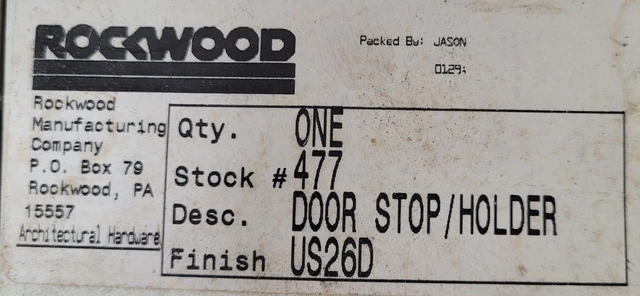 ROCKWOOD
Packed By: JASON
0129:
Rockwood
Manufacturing
Company
P.O. Box 79
Rockwood, PA
15557
Architectural Hardware
Qty. ONE
Stock # 477
Desc. DOOR STOP/HOLDER
Finish US26D